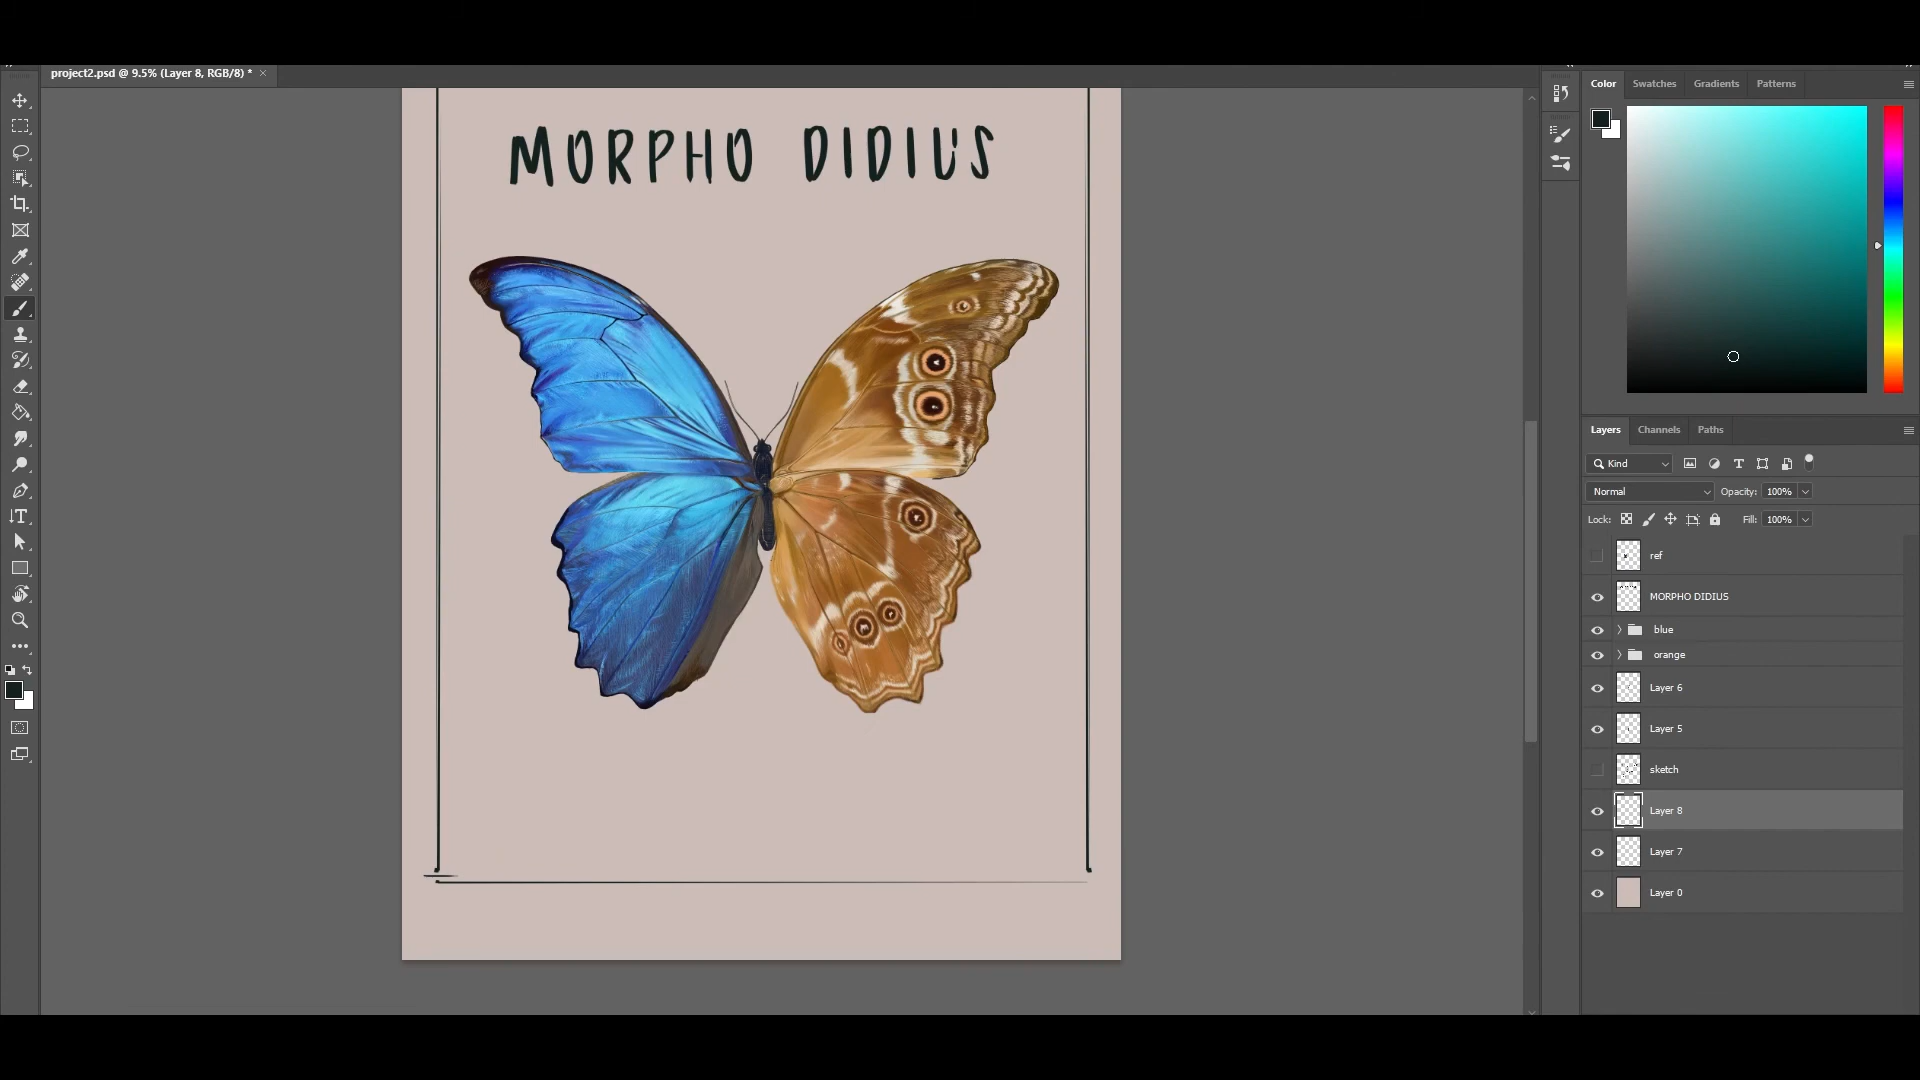 project2.psd @ 9.5% (Layer 8, RGB/8) *
MORPHO DIDIUS
Color Swatches Gradients Patterns
Layers Channels Paths
Kind
Normal Opacity: 100%
Lock: Fill: 100%
ref
MORPHO DIDIUS
blue
orange
Layer 6
Layer 5
sketch
Layer 8
Layer 7
Layer 0